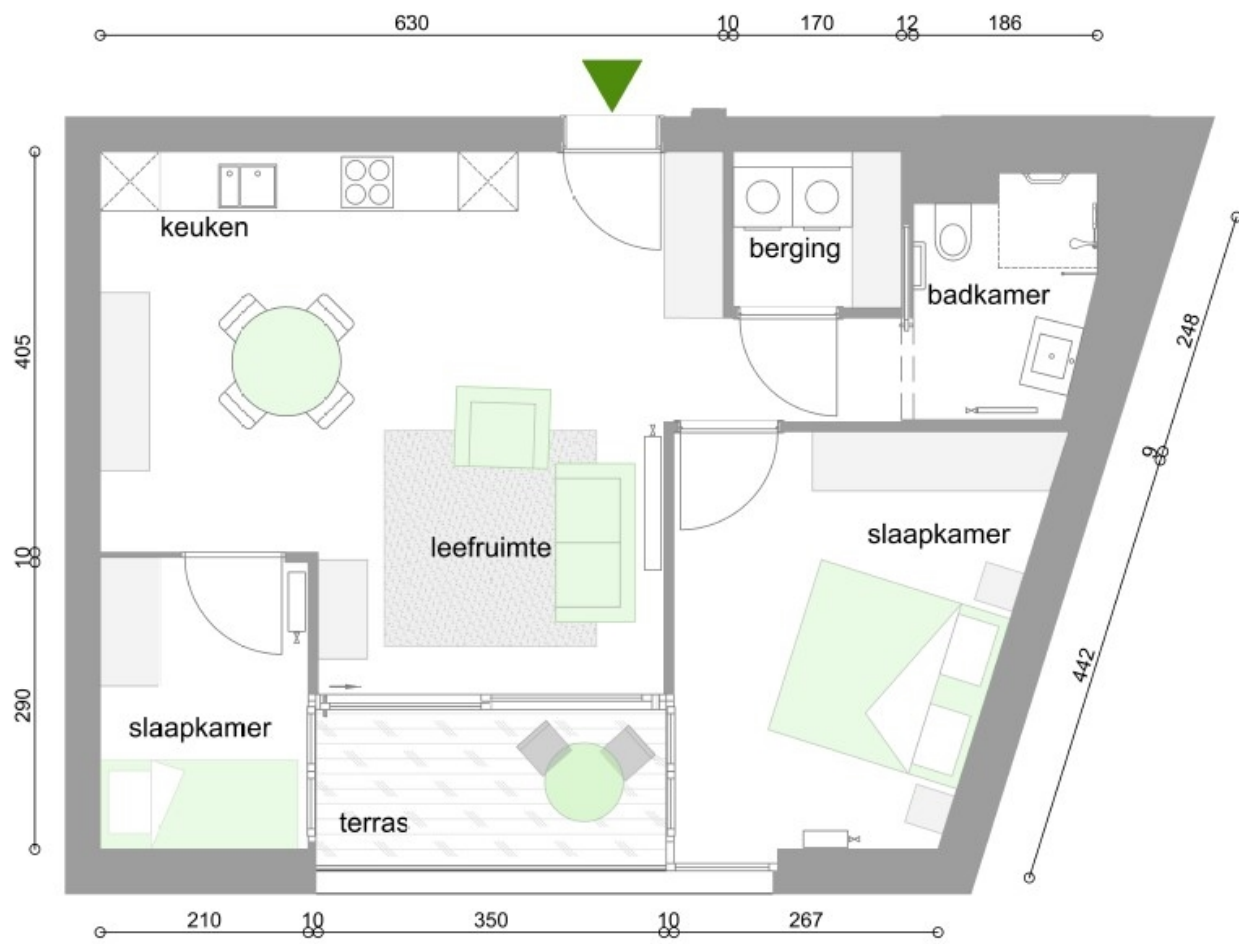 630
10
170
12
186
keuken
berging
badkamer
248
405
9
leefruimte
slaapkamer
10
442
290
slaapkamer
terras
210
10
350
10
267